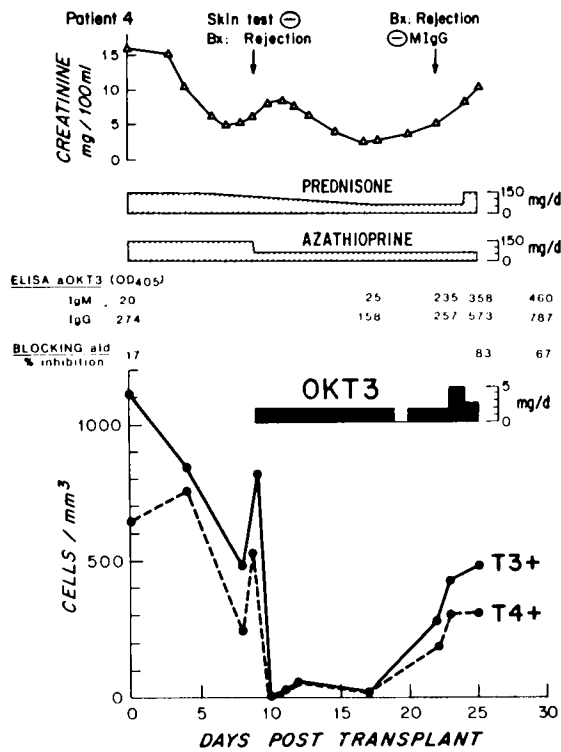 Patient 4
Skin test ⊖
Bx: Rejection
Bx: Rejection
⊖ MIgG
CREATININE
mg/100ml
15
10
5
0
PREDNISONE
150
0
mg/d
AZATHIOPRINE
150
0
mg/d
ELISA aOKT3 (OD405)
IgM 20 25 235 358 460
IgG 274 158 257 573 787
BLOCKING aId 17 83 67
% inhibition
OKT3
5
0
mg/d
CELLS / mm3
1000
500
0
T3+
T4+
0 5 10 15 20 25 30
DAYS POST TRANSPLANT